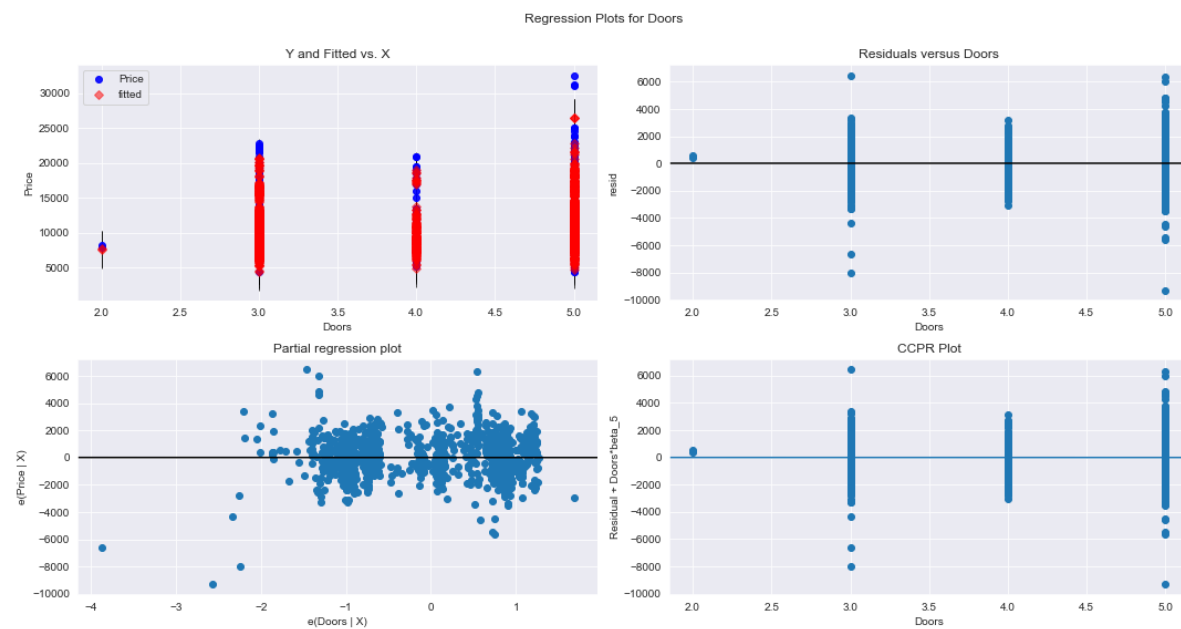 Regression Plots for Doors
Y and Fitted vs. X
Price
fitted
30000
25000
20000
15000
10000
5000
Price
2.0 2.5 3.0 3.5 4.0 4.5 5.0
Doors
Residuals versus Doors
6000
4000
2000
0
−2000
−4000
−6000
−8000
−10000
resid
2.0 2.5 3.0 3.5 4.0 4.5 5.0
Doors
Partial regression plot
6000
4000
2000
0
−2000
−4000
−6000
−8000
−10000
e(Price | X)
−4 −3 −2 −1 0 1
e(Doors | X)
CCPR Plot
6000
4000
2000
0
−2000
−4000
−6000
−8000
−10000
Residual + Doors*beta_5
2.0 2.5 3.0 3.5 4.0 4.5 5.0
Doors